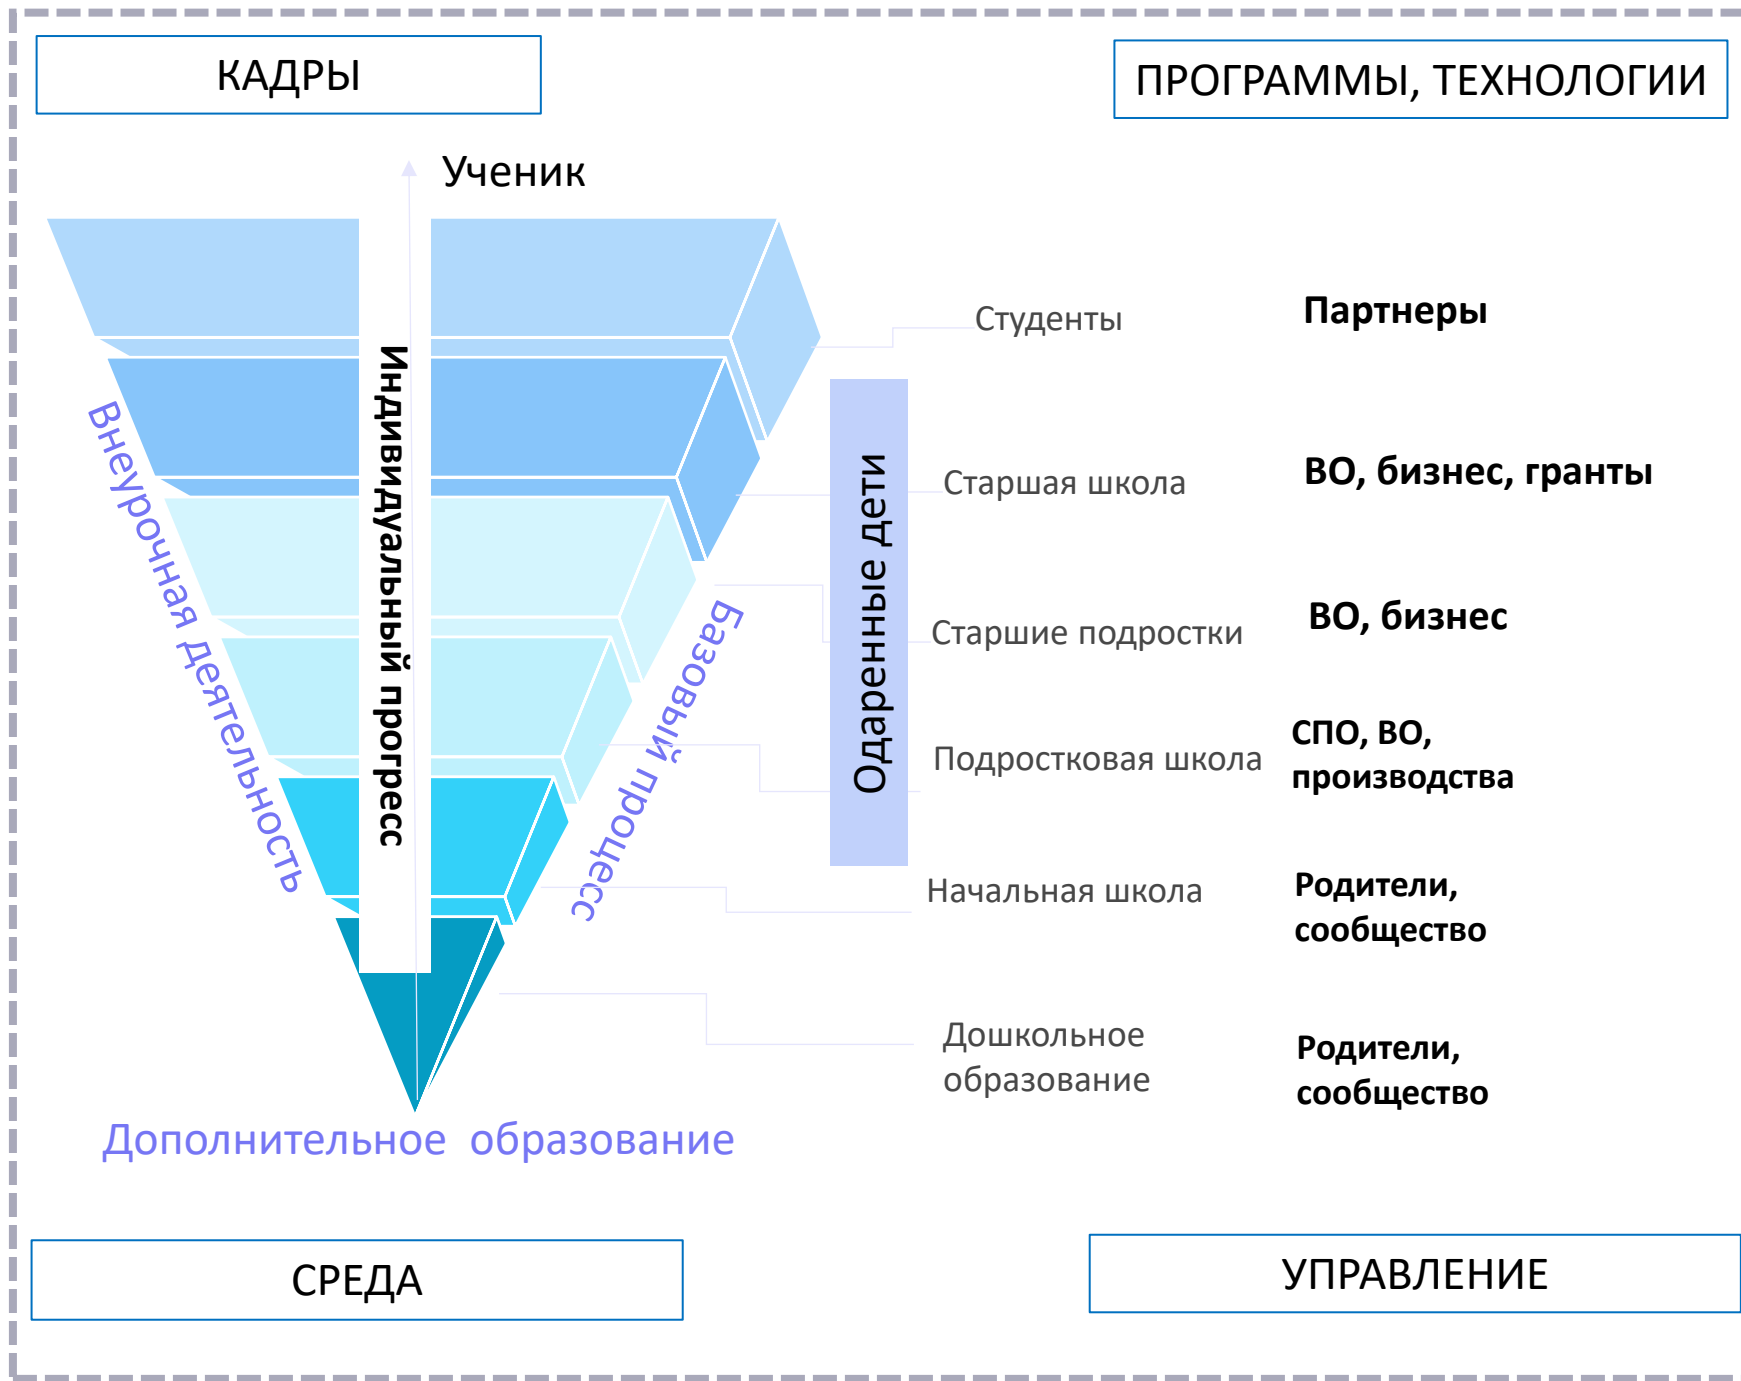 КАДРЫ
ПРОГРАММЫ, ТЕХНОЛОГИИ
Ученик
Индивидуальный прогресс
Внеурочная деятельность
Базовый процесс
Дополнительное образование
Одаренные дети
Студенты
Партнеры
Старшая школа
ВО, бизнес, гранты
Старшие подростки
ВО, бизнес
Подростковая школа
СПО, ВО,
производства
Начальная школа
Родители,
сообщество
Дошкольное
образование
Родители,
сообщество
СРЕДА
УПРАВЛЕНИЕ